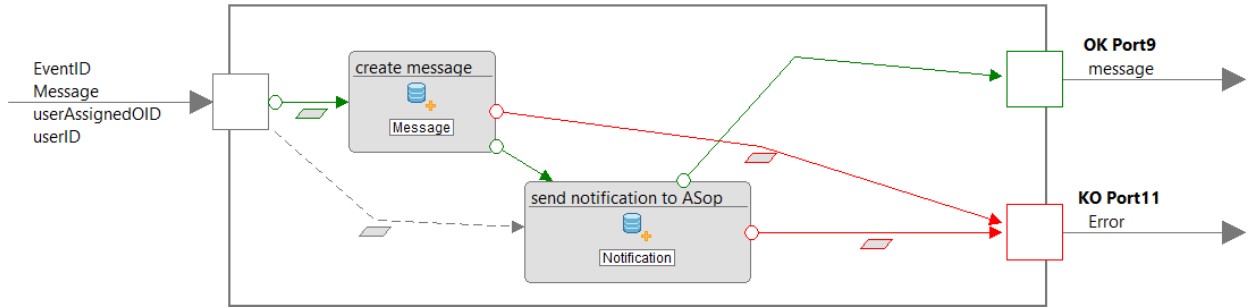 EventID
Message
userAssignedOID
userID
create message
Message
send notification to ASop
Notification
OK Port9
message
KO Port11
Error